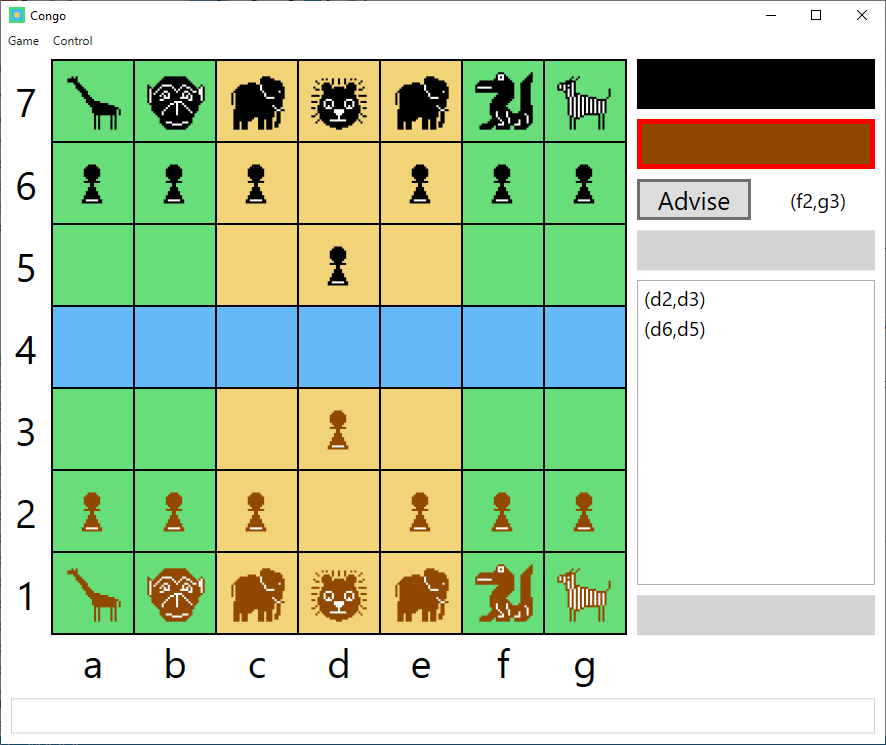 Congo
Game Control
7
6
Advise (f2,g3)
5
(d2,d3)
(d6,d5)
4
3
2
1
a b c d e f g